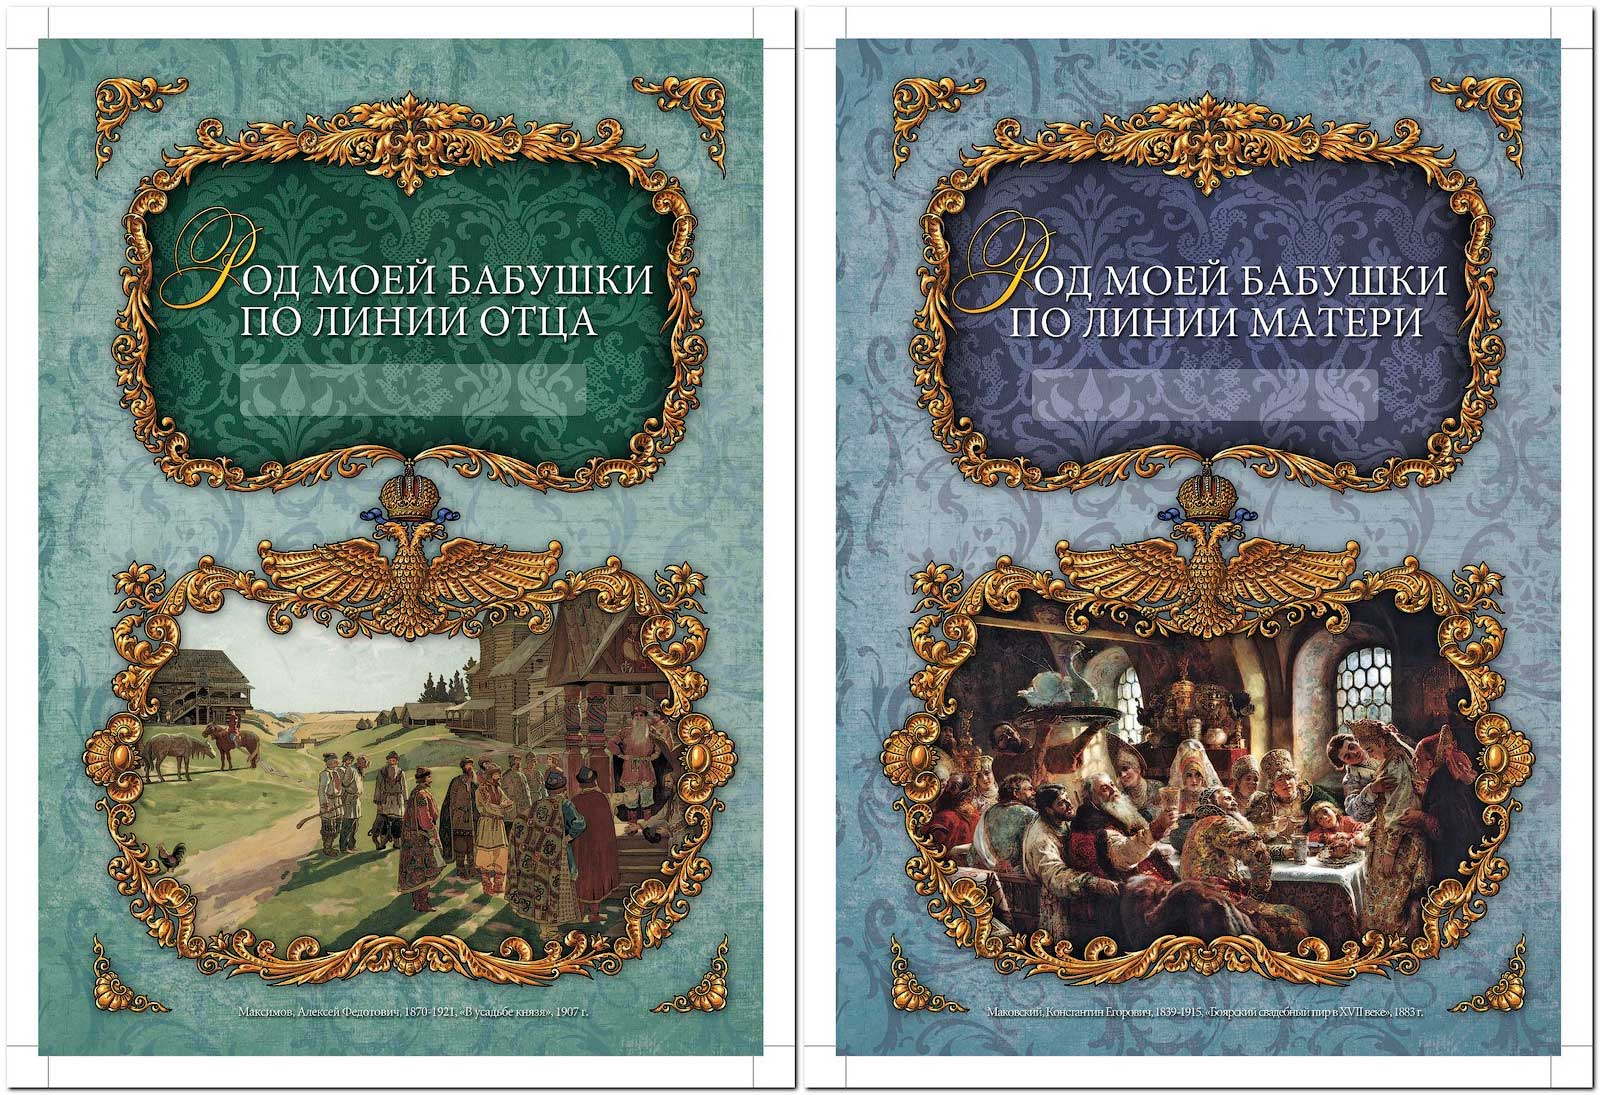 Род моей бабушки
по линии отца
Максимов, Алексей Федотович, 1870-1921, «В усадьбе князя», 1907 г.
Род моей бабушки
по линии матери
Маковский, Константин Егорович, 1839-1915, «Боярский свадебный пир в XVII веке», 1883 г.